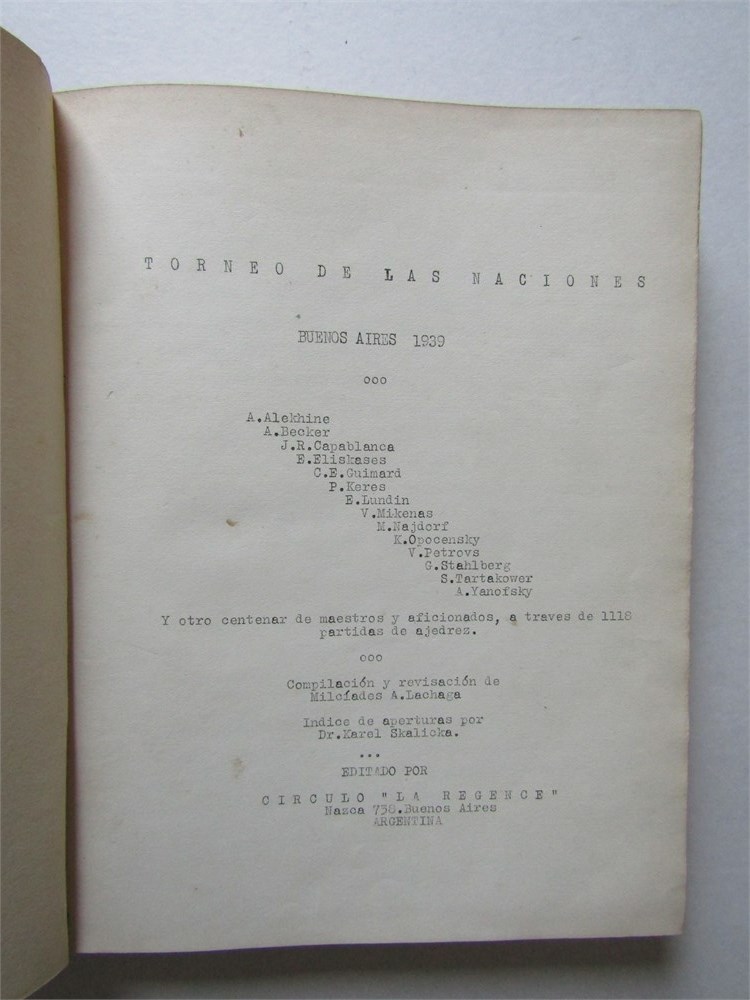 T O R N E O  D E  L A S  N A C I O N E S
BUENOS AIRES 1939
ooo
A.Alekhine
A.Becker
J.R.Capablanca
E.Eliskases
C.E.Guimard
P.Keres
E.Lundin
V.Mikenas
M.Najdorf
K.Opocensky
V.Petrovs
G.Stahlberg
S.Tartakower
A.Yanofsky
Y otro centenar de maestros y aficionados, a traves de 1118
partidas de ajedrez.
ooo
Compilación y revisación de
Milcíades A.Lachaga
Indice de aperturas por
Dr.Karel Skalicka.
...
EDITADO POR
C I R C U L O  " L A  R E G E N C E "
Nazca 738.Buenos Aires
ARGENTINA